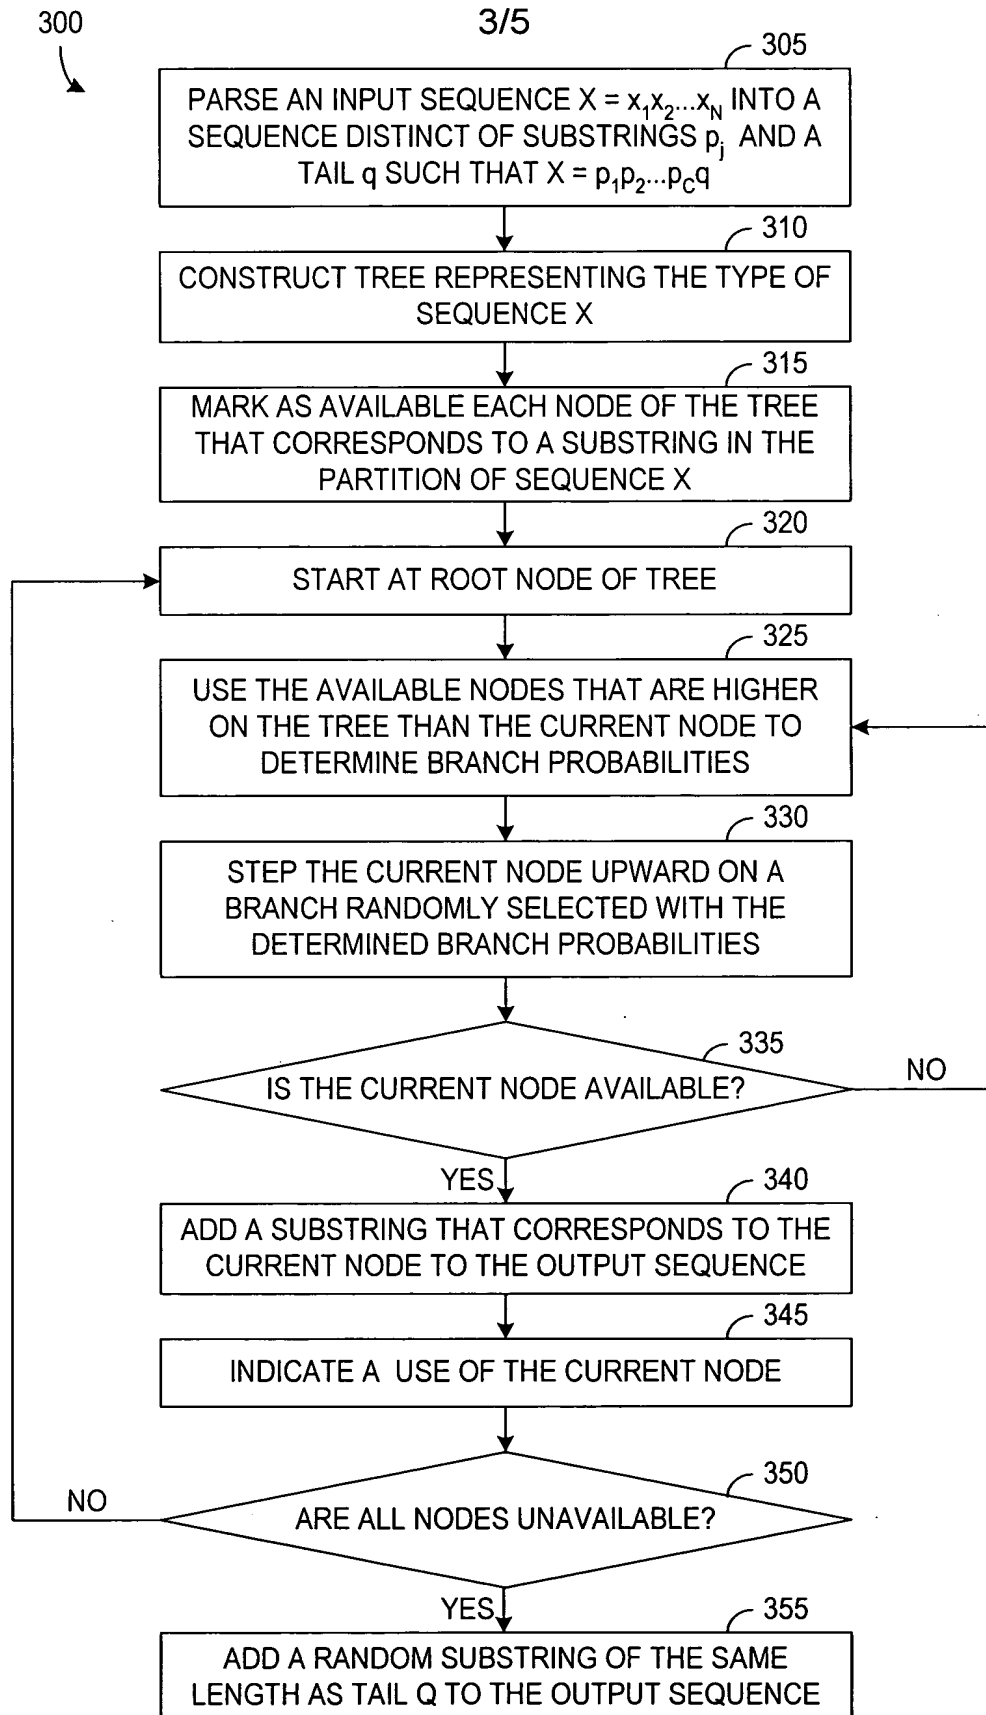 300
3/5
305
PARSE AN INPUT SEQUENCE X = x₁x₂...x_N INTO A
SEQUENCE DISTINCT OF SUBSTRINGS p_j AND A
TAIL q SUCH THAT X = p₁p₂...p_Cq
310
CONSTRUCT TREE REPRESENTING THE TYPE OF
SEQUENCE X
315
MARK AS AVAILABLE EACH NODE OF THE TREE
THAT CORRESPONDS TO A SUBSTRING IN THE
PARTITION OF SEQUENCE X
320
START AT ROOT NODE OF TREE
325
USE THE AVAILABLE NODES THAT ARE HIGHER
ON THE TREE THAN THE CURRENT NODE TO
DETERMINE BRANCH PROBABILITIES
330
STEP THE CURRENT NODE UPWARD ON A
BRANCH RANDOMLY SELECTED WITH THE
DETERMINED BRANCH PROBABILITIES
335
IS THE CURRENT NODE AVAILABLE?
NO
YES
340
ADD A SUBSTRING THAT CORRESPONDS TO THE
CURRENT NODE TO THE OUTPUT SEQUENCE
345
INDICATE A USE OF THE CURRENT NODE
350
NO
ARE ALL NODES UNAVAILABLE?
YES
355
ADD A RANDOM SUBSTRING OF THE SAME
LENGTH AS TAIL Q TO THE OUTPUT SEQUENCE